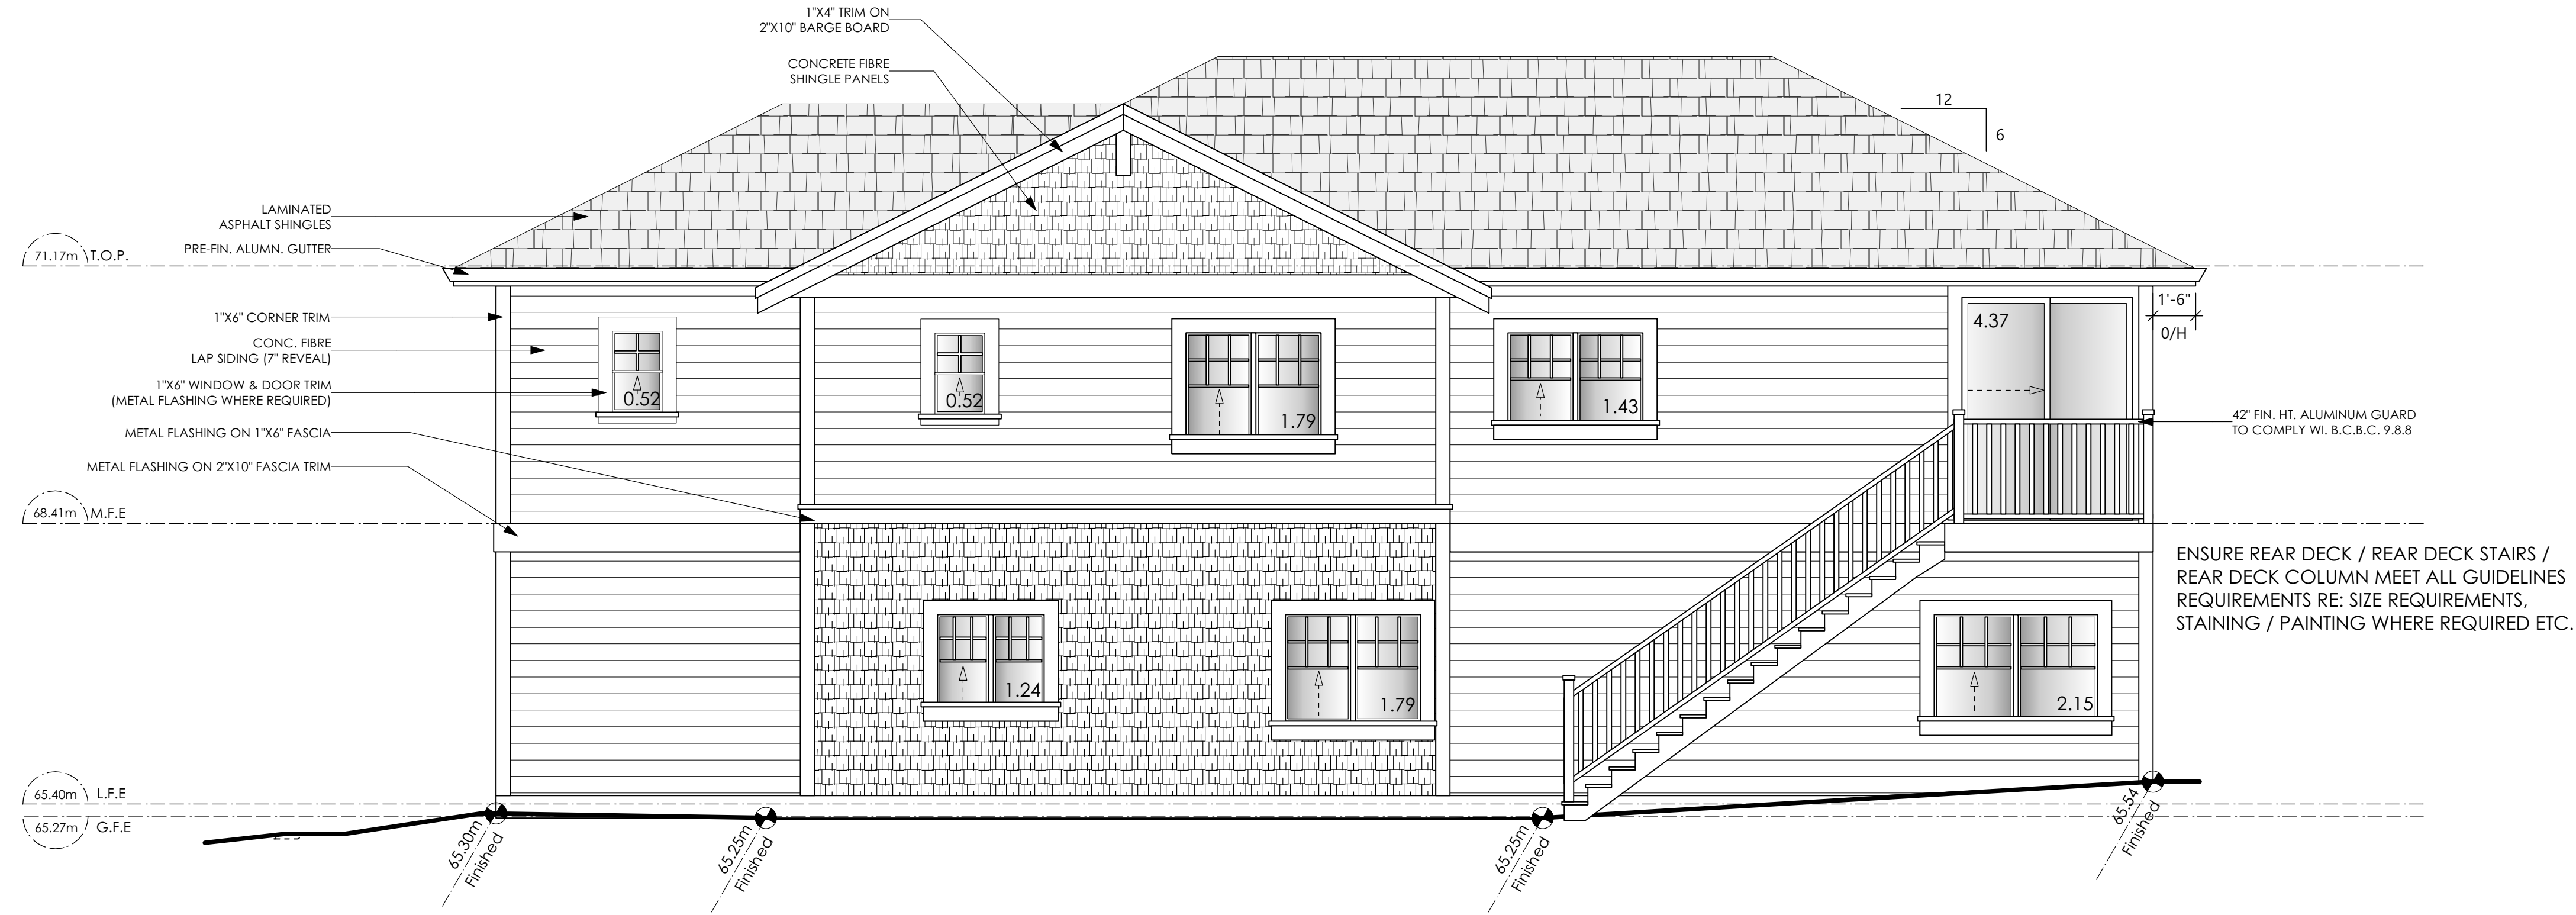 1"X4" TRIM ON
2"X10" BARGE BOARD
CONCRETE FIBRE
SHINGLE PANELS
12
6
LAMINATED
ASPHALT SHINGLES
PRE-FIN. ALUMN. GUTTER
71.17m T.O.P.
1"X6" CORNER TRIM
CONC. FIBRE
LAP SIDING (7" REVEAL)
1"X6" WINDOW & DOOR TRIM
(METAL FLASHING WHERE REQUIRED)
METAL FLASHING ON 1"X6" FASCIA
METAL FLASHING ON 2"X10" FASCIA TRIM
0.52
0.52
1.79
1.43
4.37
1'-6"
0/H
42" FIN. HT. ALUMINUM GUARD
TO COMPLY WI. B.C.B.C. 9.8.8
68.41m M.F.E
ENSURE REAR DECK / REAR DECK STAIRS /
REAR DECK COLUMN MEET ALL GUIDELINES
REQUIREMENTS RE: SIZE REQUIREMENTS,
STAINING / PAINTING WHERE REQUIRED ETC.
1.24
1.79
2.15
65.40m L.F.E
65.27m G.F.E
65.30m
Finished
65.25m
Finished
65.25m
Finished
65.54
Finished